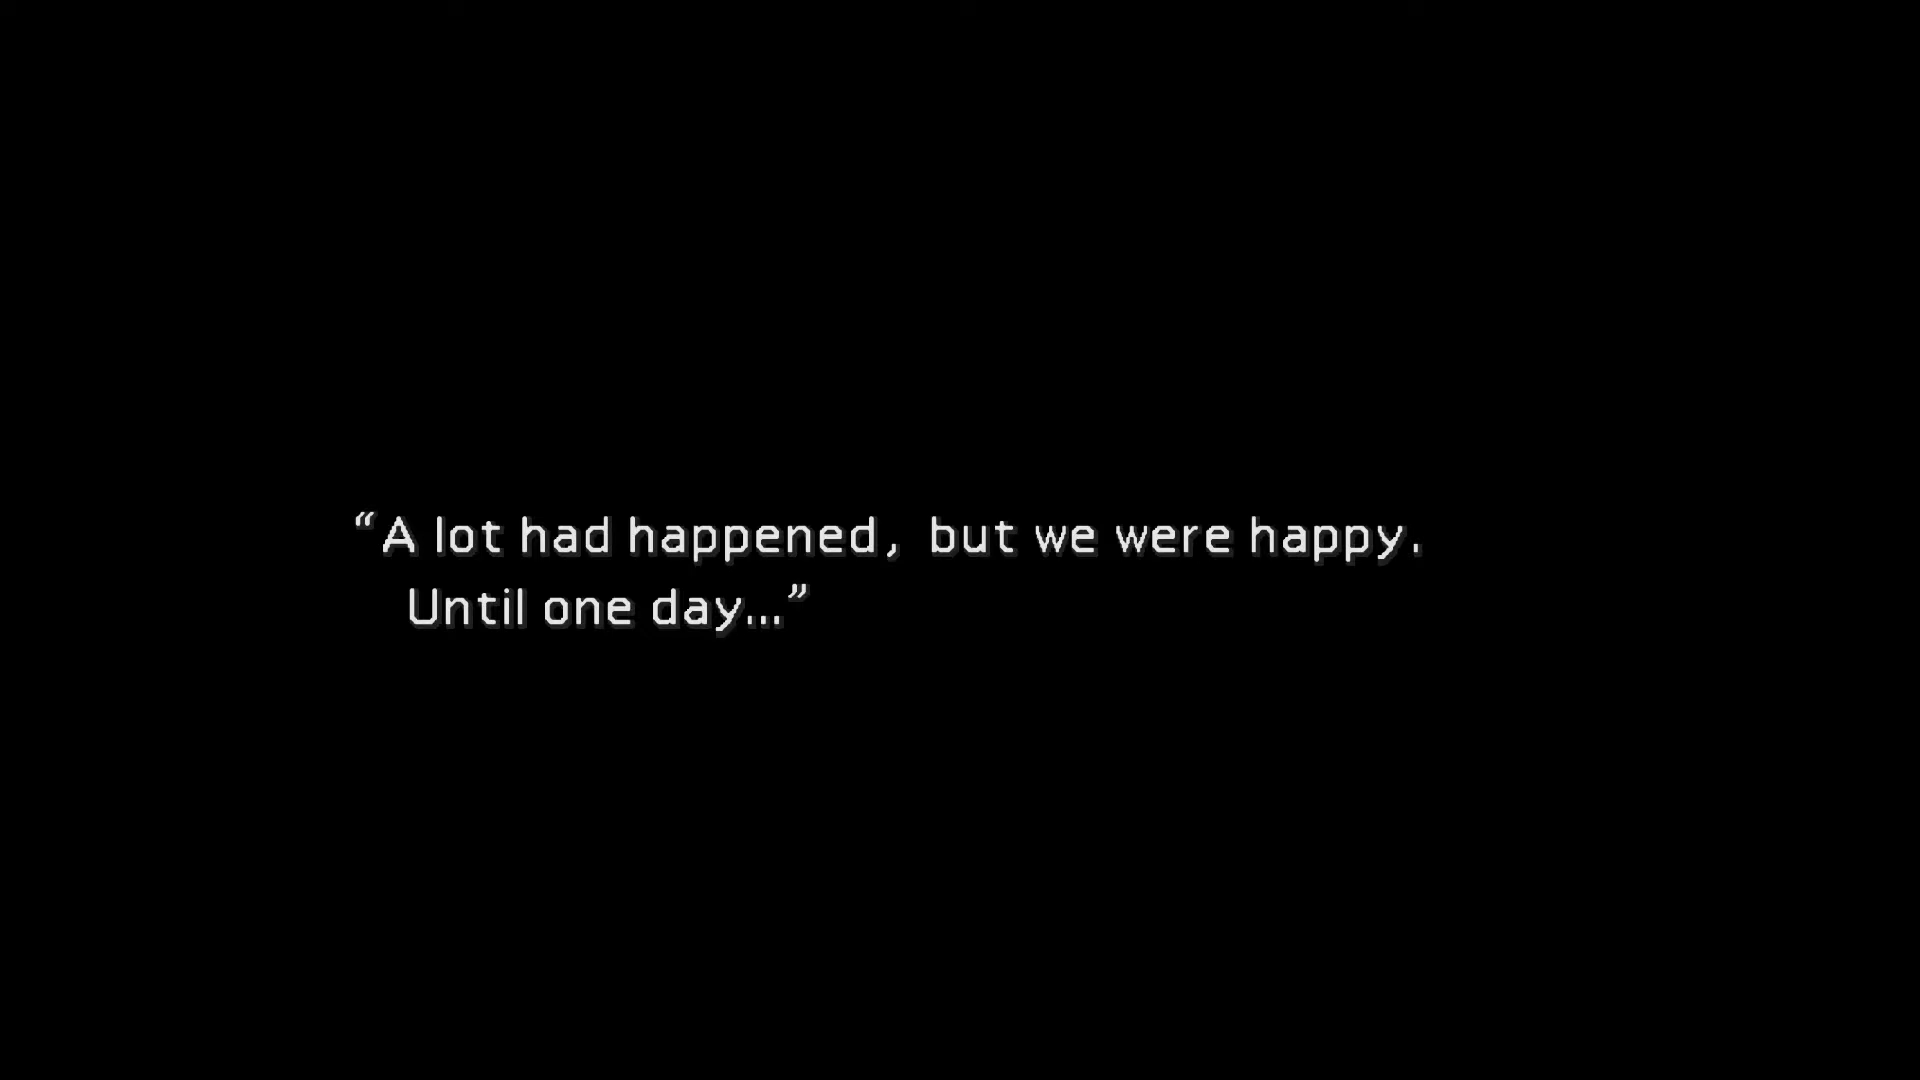 “A lot had happened, but we were happy.
Until one day...”